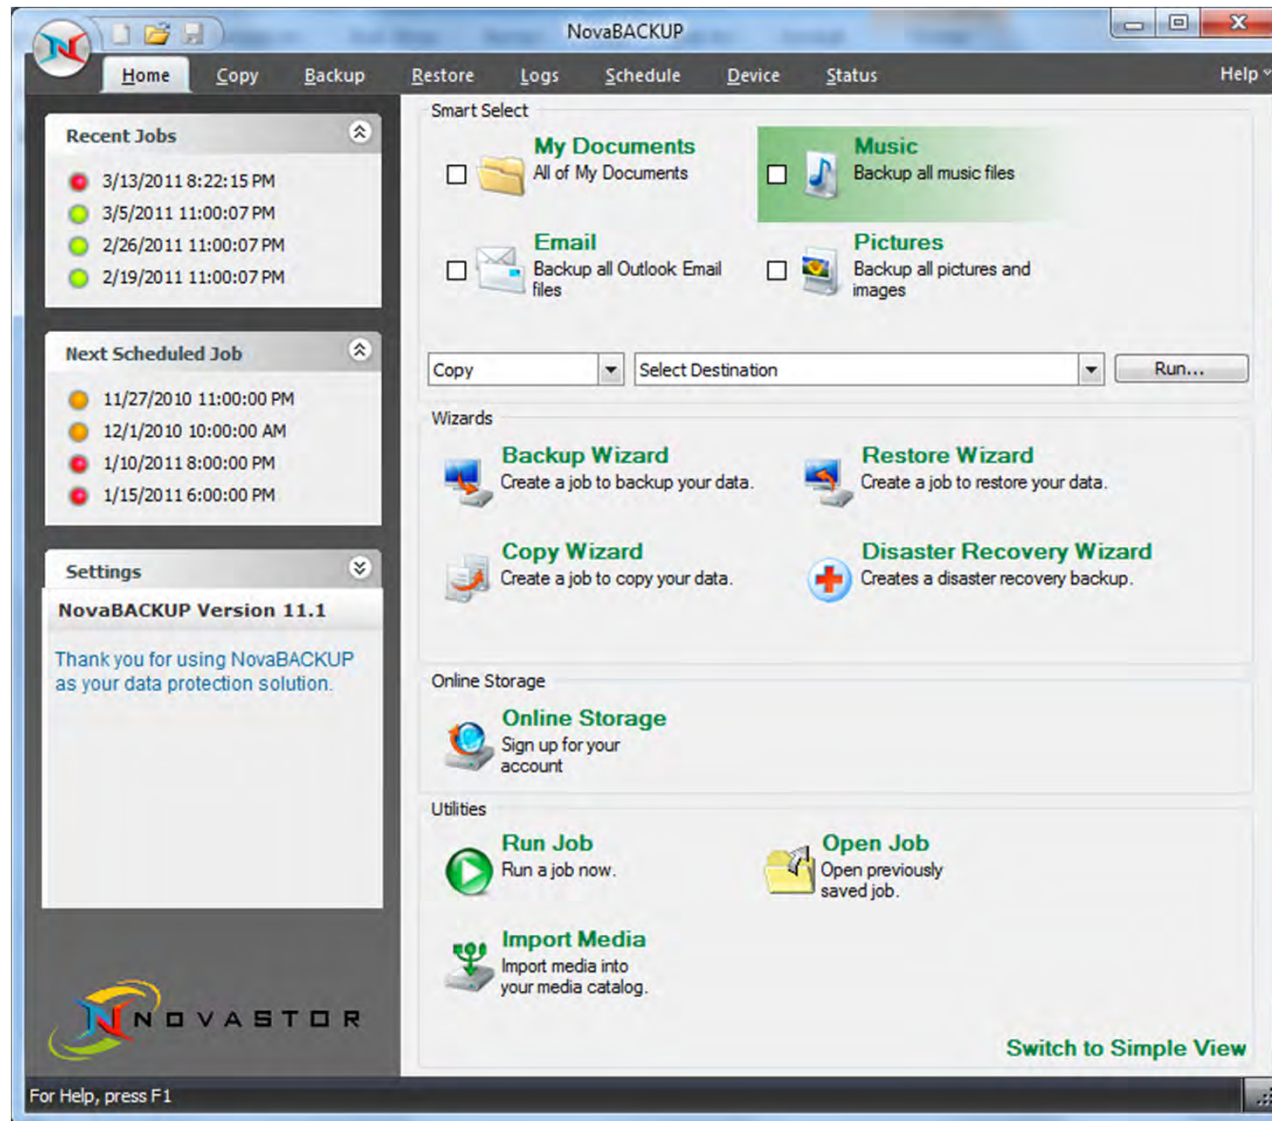 NovaBACKUP
Home Copy Backup Restore Logs Schedule Device Status Help
Recent Jobs
3/13/2011 8:22:15 PM
3/5/2011 11:00:07 PM
2/26/2011 11:00:07 PM
2/19/2011 11:00:07 PM
Next Scheduled Job
11/27/2010 11:00:00 PM
12/1/2010 10:00:00 AM
1/10/2011 8:00:00 PM
1/15/2011 6:00:00 PM
Settings
NovaBACKUP Version 11.1
Thank you for using NovaBACKUP
as your data protection solution.
NOVASTOR
Smart Select
My Documents
All of My Documents
Music
Backup all music files
Email
Backup all Outlook Email
files
Pictures
Backup all pictures and
images
Copy Select Destination Run...
Wizards
Backup Wizard
Create a job to backup your data.
Restore Wizard
Create a job to restore your data.
Copy Wizard
Create a job to copy your data.
Disaster Recovery Wizard
Creates a disaster recovery backup.
Online Storage
Online Storage
Sign up for your
account
Utilities
Run Job
Run a job now.
Open Job
Open previously
saved job.
Import Media
Import media into
your media catalog.
Switch to Simple View
For Help, press F1